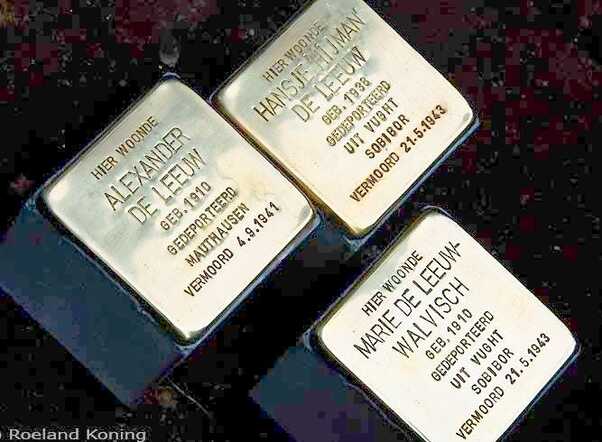 HIER WOONDE
ALEXANDER
DE LEEUW
GEB. 1910
GEDEPORTEERD
MAUTHAUSEN
VERMOORD 4.9.1941
HIER WOONDE
DE LEEUW
GEB. 1938
GEDEPORTEERD
UIT VUGHT
SOBIBOR
VERMOORD 21.5.1943
HIER WOONDE
MARIE DE LEEUW-
WALVISCH
GEB. 1910
GEDEPORTEERD
UIT VUGHT
SOBIBOR
VERMOORD 21.5.1943
Roeland Koning